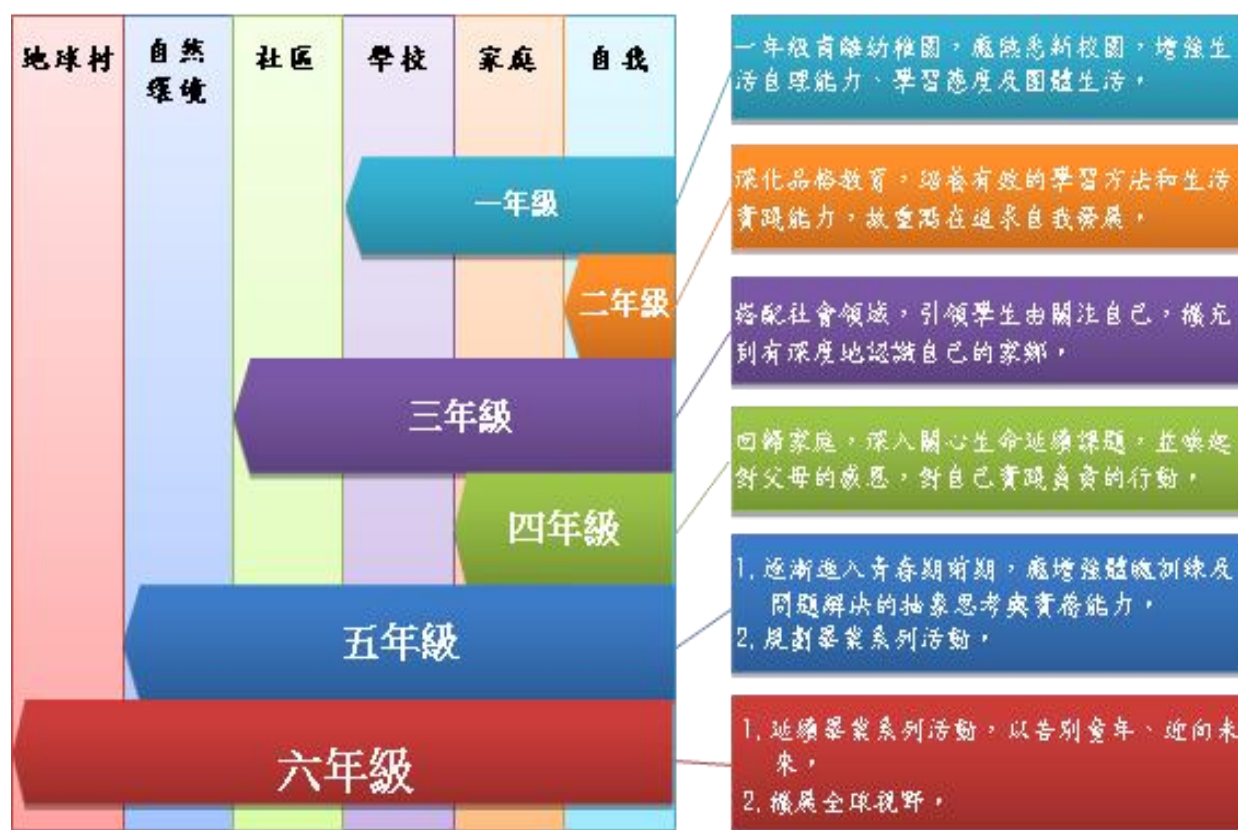 地球村
自然
環境
社區
學校
家庭
自我
一年級
二年級
三年級
四年級
五年級
六年級
一年級甫離幼稚園，應熟悉新校園，增強生
活自理能力、學習態度及團體生活。
深化品格教育，培養有效的學習方法和生活
實踐能力，故重點在追求自我發展。
搭配社會領域，引領學生由關注自己，擴充
到有深度地認識自己的家鄉。
回歸家庭，深入關心生命延續課題，並喚起
對父母的感恩，對自己實踐負責的行動。
1. 逐漸進入青春期前期，應增強體魄訓練及
問題解決的抽象思考與實務能力。
2. 規劃畢業系列活動。
1. 延續畢業系列活動，以告別童年、迎向未
來。
2. 擴展全球視野。